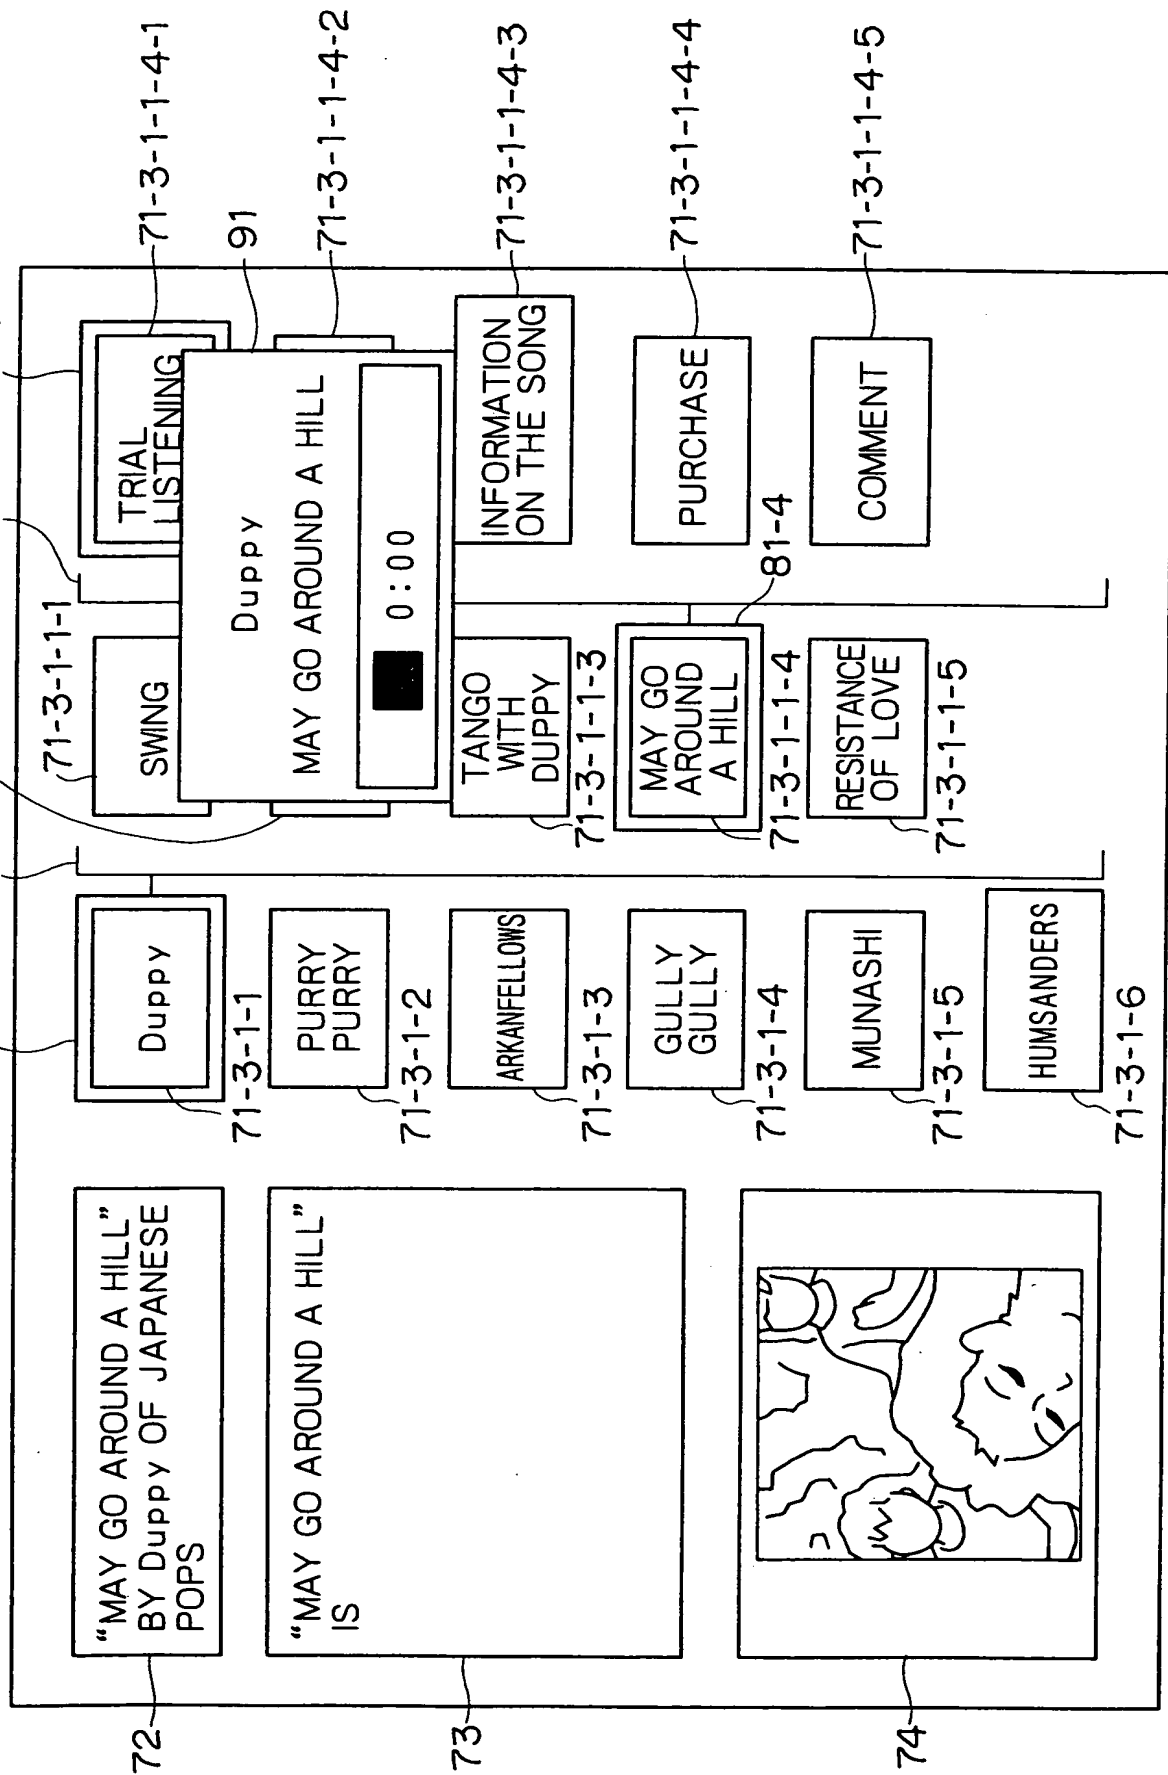 "MAY GO AROUND A HILL"
BY Duppy OF JAPANESE
POPS
72
"MAY GO AROUND A HILL"
IS
73
74
Duppy
71-3-1-1
PURRY
PURRY
71-3-1-2
ARKANFELLOWS
71-3-1-3
GULLY
GULLY
71-3-1-4
MUNASHI
71-3-1-5
HUMSANDERS
71-3-1-6
71-3-1-1-1
SWING
TANGO
WITH
DUPPY
71-3-1-1-3
MAY GO
AROUND
A HILL
71-3-1-1-4
81-4
RESISTANCE
OF LOVE
71-3-1-1-5
Duppy
MAY GO AROUND A HILL
0:00
91
TRIAL
LISTENING
71-3-1-1-4-1
71-3-1-1-4-2
INFORMATION
ON THE SONG
71-3-1-1-4-3
PURCHASE
71-3-1-1-4-4
COMMENT
71-3-1-1-4-5